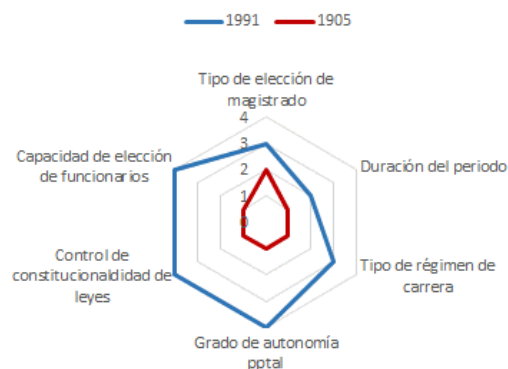 1991 1905
Tipo de elección de
magistrado
4
3
2
1
0
Duración del periodo
Tipo de régimen de
carrera
Grado de autonomía
pptal
Control de
constitucionaldidad de
leyes
Capacidad de elección
de funcionarios